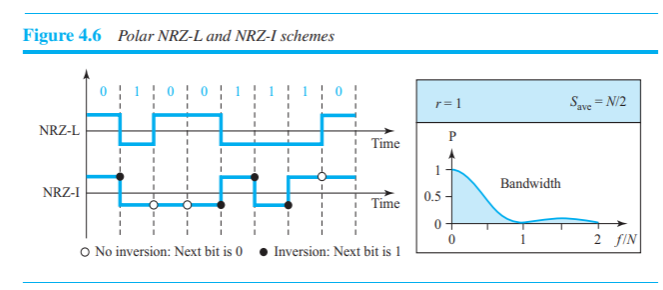 Figure 4.6 Polar NRZ-L and NRZ-I schemes
0 1 0 0 1 1 1 0
NRZ-L
Time
NRZ-I
Time
No inversion: Next bit is 0 Inversion: Next bit is 1
r = 1 Save = N/2
P
1
Bandwidth
0.5
0
0 1 2 f/N